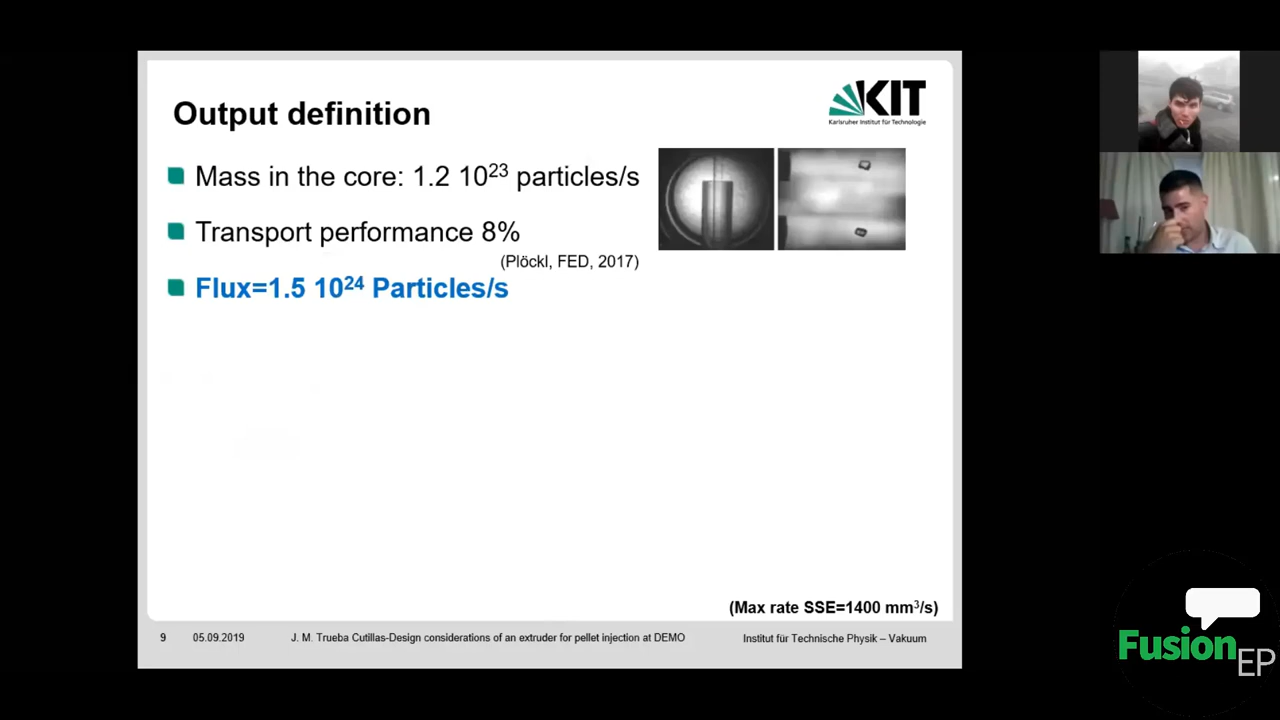 Output definition
KIT
Karlsruher Institut für Technologie
Mass in the core: 1.2 10²³ particles/s
Transport performance 8%
(Plöckl, FED, 2017)
Flux=1.5 10²⁴ Particles/s
(Max rate SSE=1400 mm³/s)
9 05.09.2019 J. M. Trueba Cutillas-Design considerations of an extruder for pellet injection at DEMO Institut für Technische Physik – Vakuum
Fusion
EP